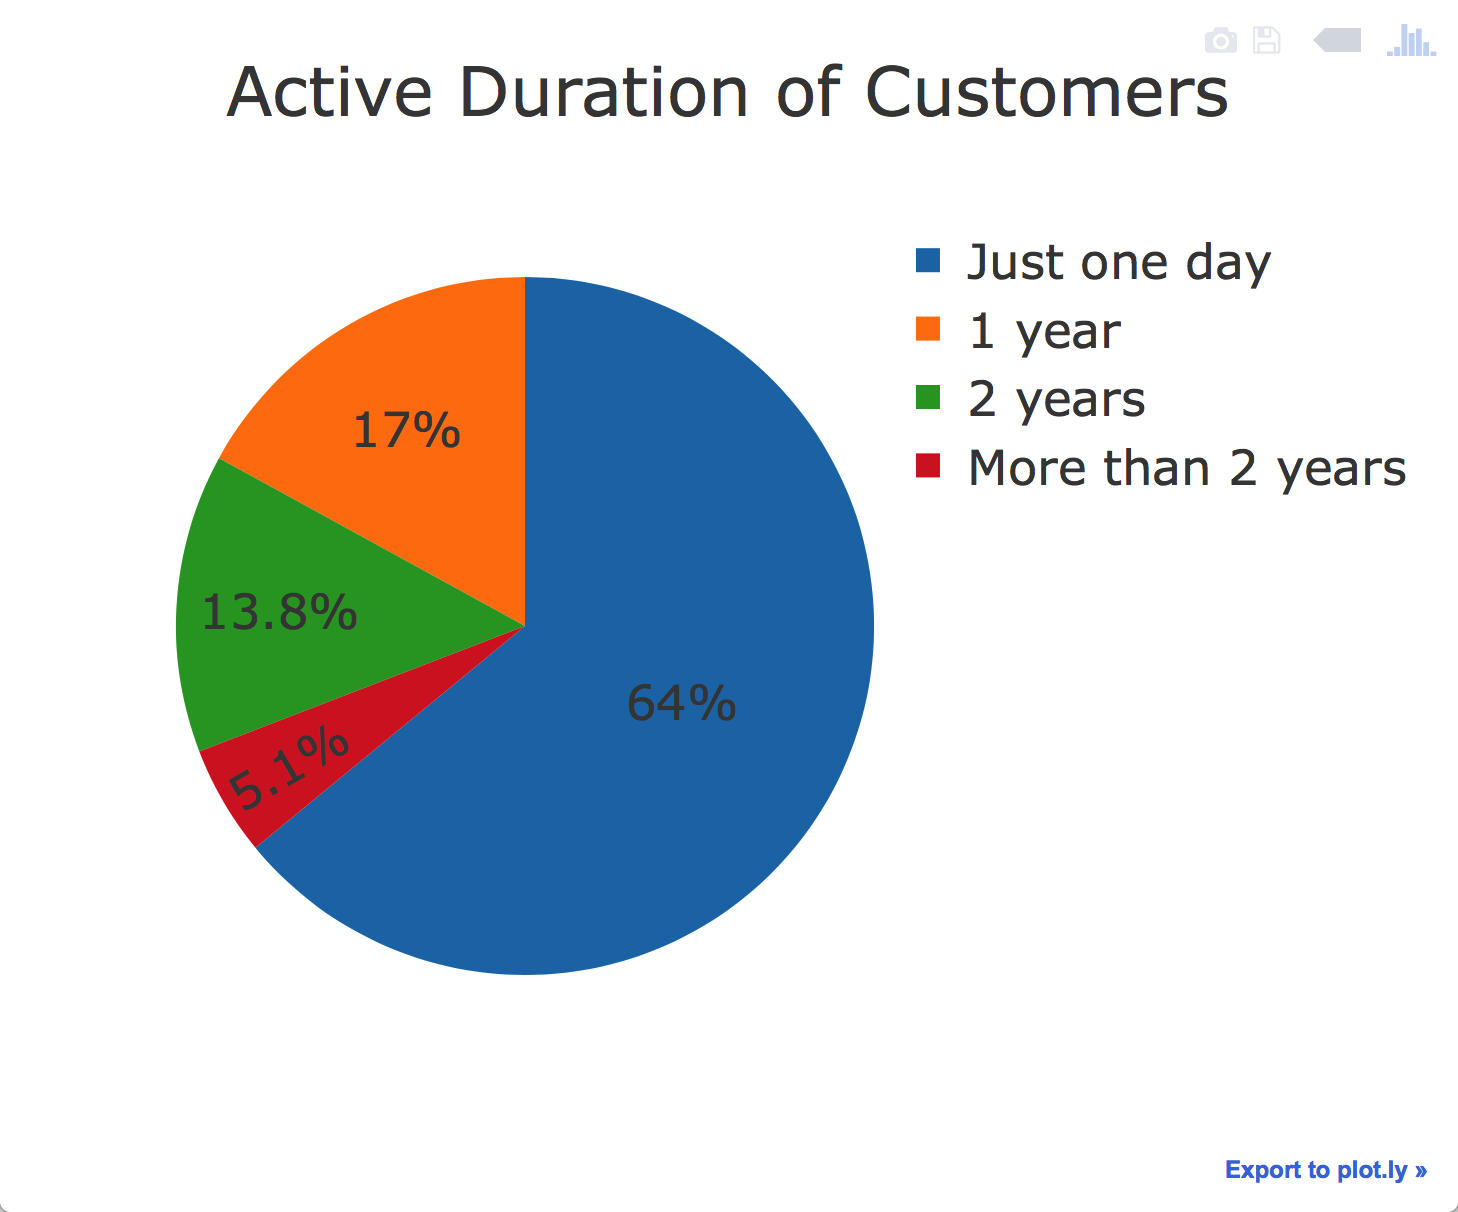 Active Duration of Customers
Just one day
1 year
2 years
More than 2 years
17%
13.8%
5.1%
64%
Export to plot.ly »